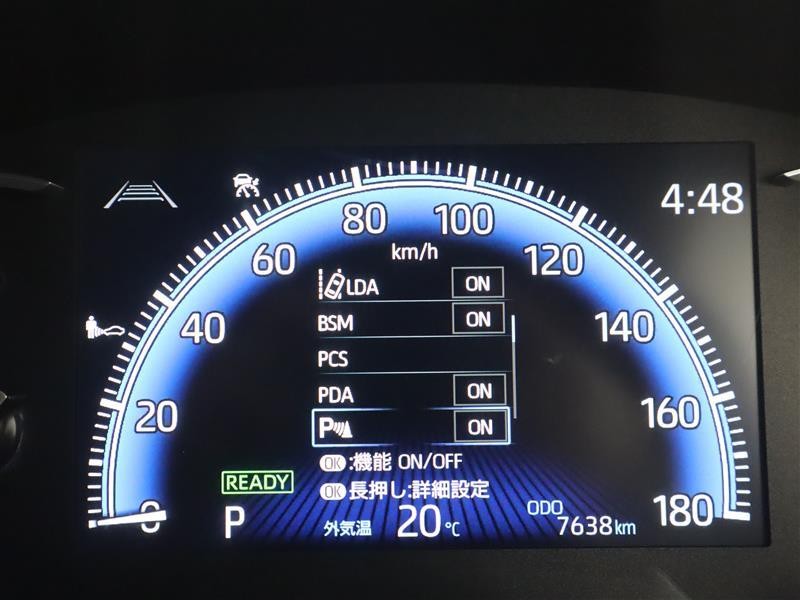 4:48
80 100
km/h
60 120
LDA ON
BSM ON
40 140
PCS
PDA ON
20 160
P ON
OK:機能 ON/OFF
OK長押し:詳細設定
READY
0 180
P 外気温 20℃ ODO 7638km